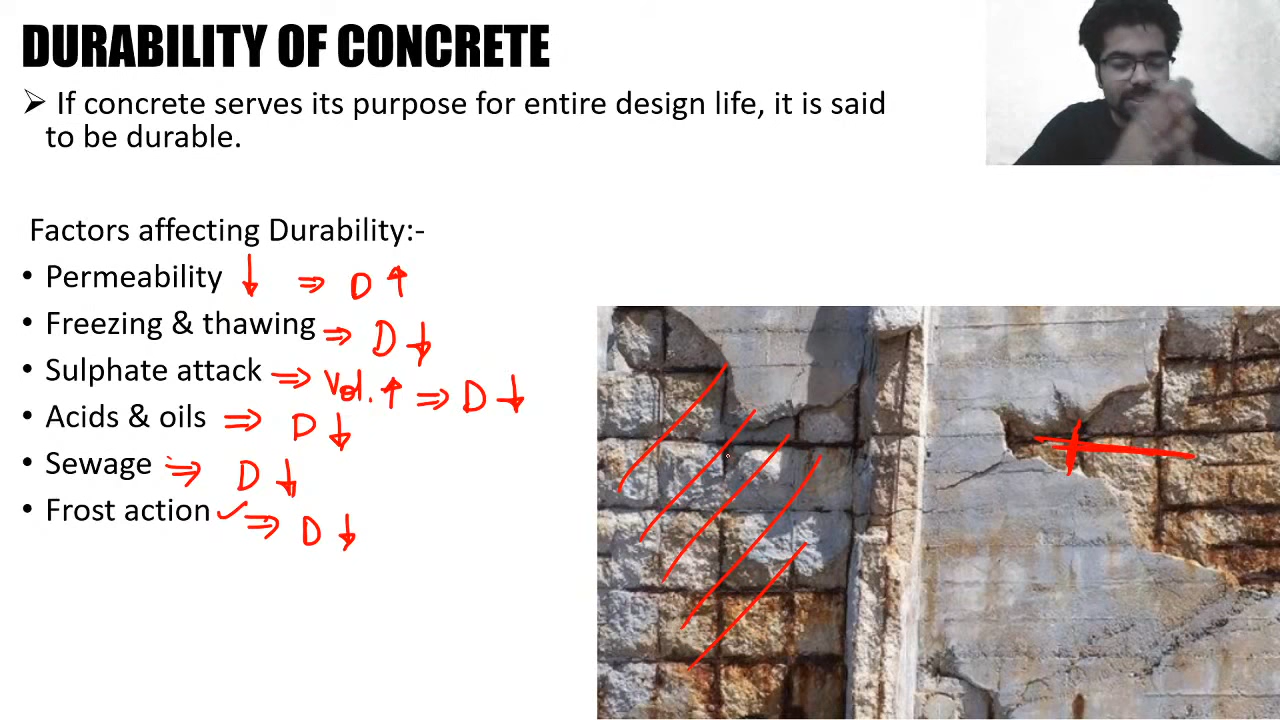 DURABILITY OF CONCRETE
➢ If concrete serves its purpose for entire design life, it is said
to be durable.
Factors affecting Durability:-
• Permeability ↓ ⇒ D ↑
• Freezing & thawing ⇒ D ↓
• Sulphate attack ⇒ Vol. ↑ ⇒ D ↓
• Acids & oils ⇒ D ↓
• Sewage ⇒ D ↓
• Frost action ✓ ⇒ D ↓